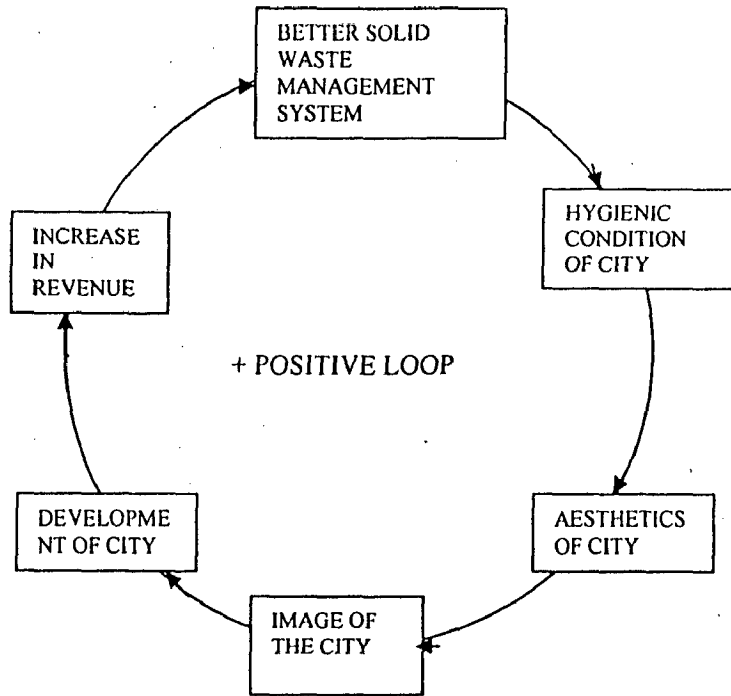 BETTER SOLID
WASTE
MANAGEMENT
SYSTEM
HYGIENIC
CONDITION
OF CITY
AESTHETICS
OF CITY
IMAGE OF
THE CITY
DEVELOPME
NT OF CITY
INCREASE
IN
REVENUE
+ POSITIVE LOOP